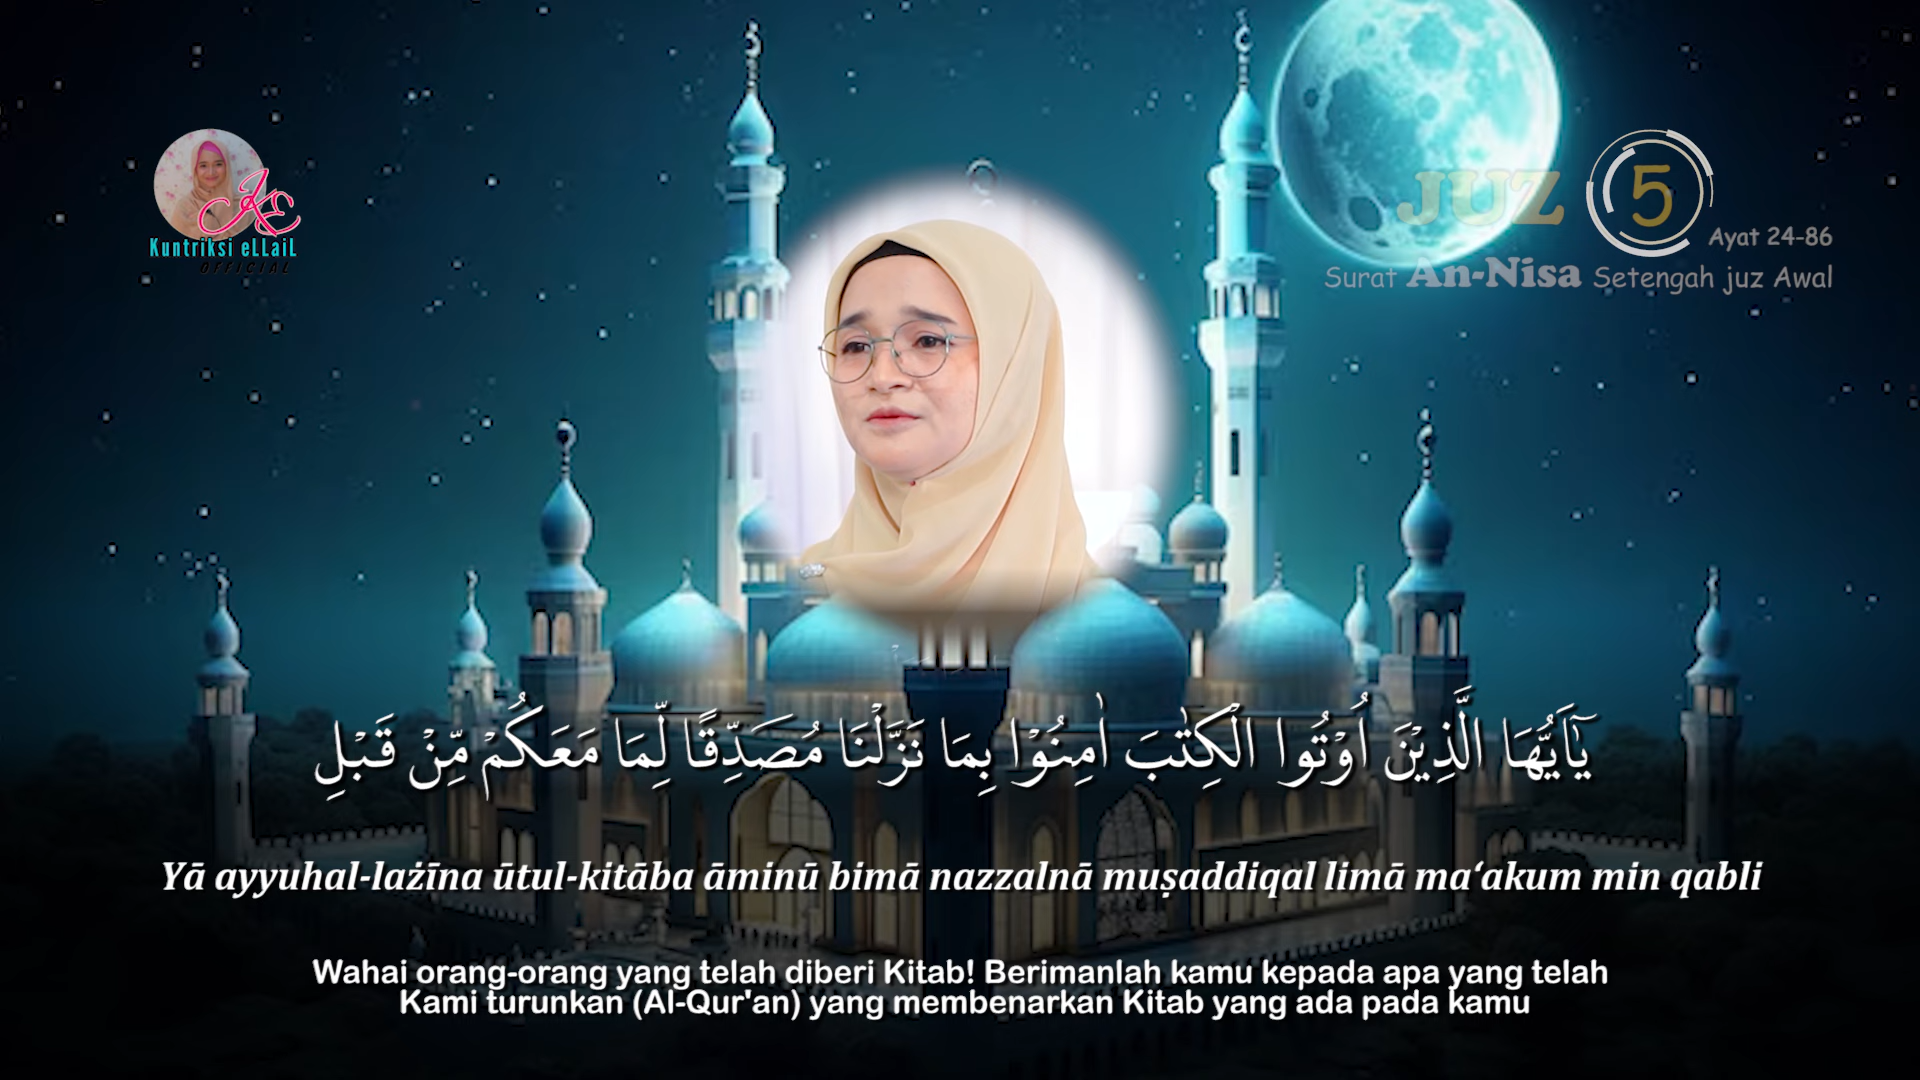 Kuntriksi eLLaiL
OFFICIAL
JUZ 5
Ayat 24-86
Surat An-Nisa Setengah juz Awal
يٰٓاَيُّهَا الَّذِيْنَ اُوْتُوا الْكِتٰبَ اٰمِنُوْا بِمَا نَزَّلْنَا مُصَدِّقًا لِّمَا مَعَكُمْ مِّنْ قَبْلِ
Yā ayyuhal-lażīna ūtul-kitāba āminū bimā nazzalnā muṣaddiqal limā ma‘akum min qabli
Wahai orang-orang yang telah diberi Kitab! Berimanlah kamu kepada apa yang telah
Kami turunkan (Al-Qur'an) yang membenarkan Kitab yang ada pada kamu